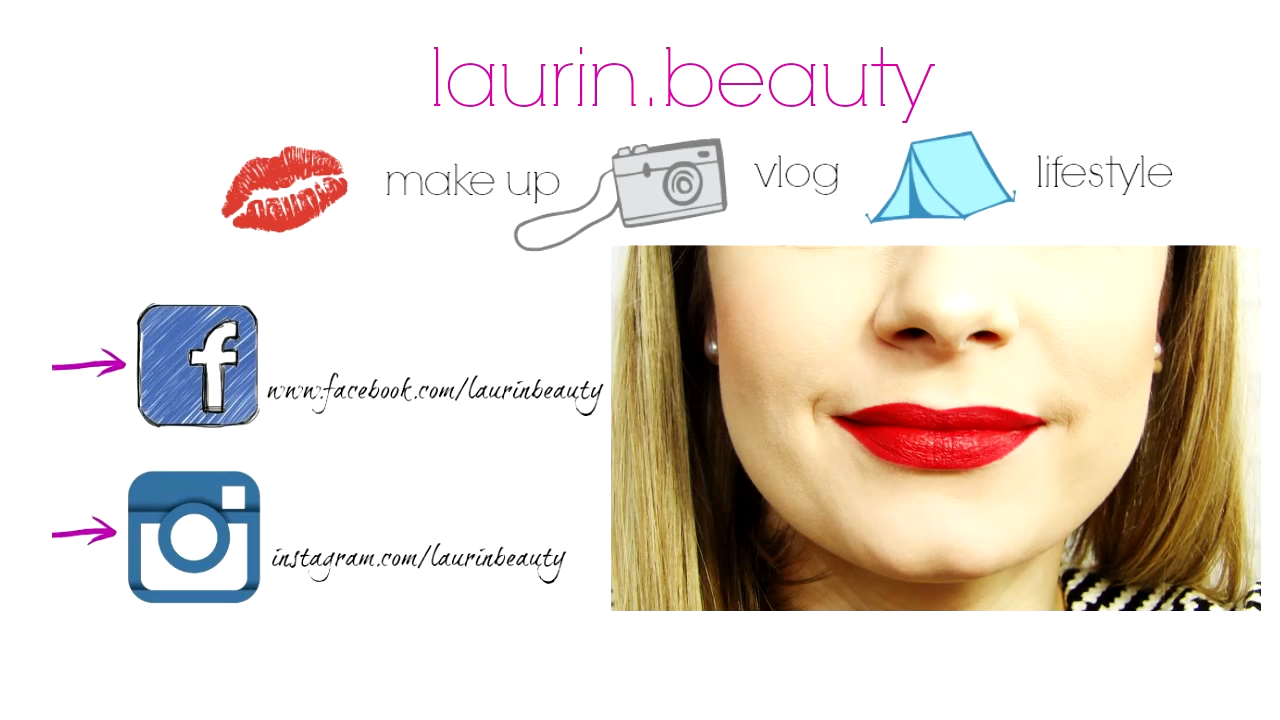 laurin.beauty
make up
vlog
lifestyle
www.facebook.com/laurinbeauty
instagram.com/laurinbeauty